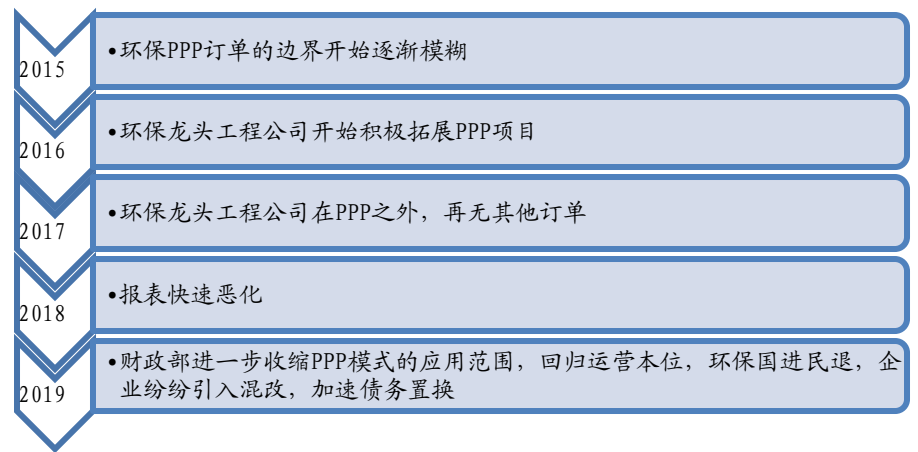 2015
•环保PPP订单的边界开始逐渐模糊
2016
•环保龙头工程公司开始积极拓展PPP项目
2017
•环保龙头工程公司在PPP之外，再无其他订单
2018
•报表快速恶化
2019
•财政部进一步收缩PPP模式的应用范围，回归运营本位，环保国进民退，企
业纷纷引入混改，加速债务置换